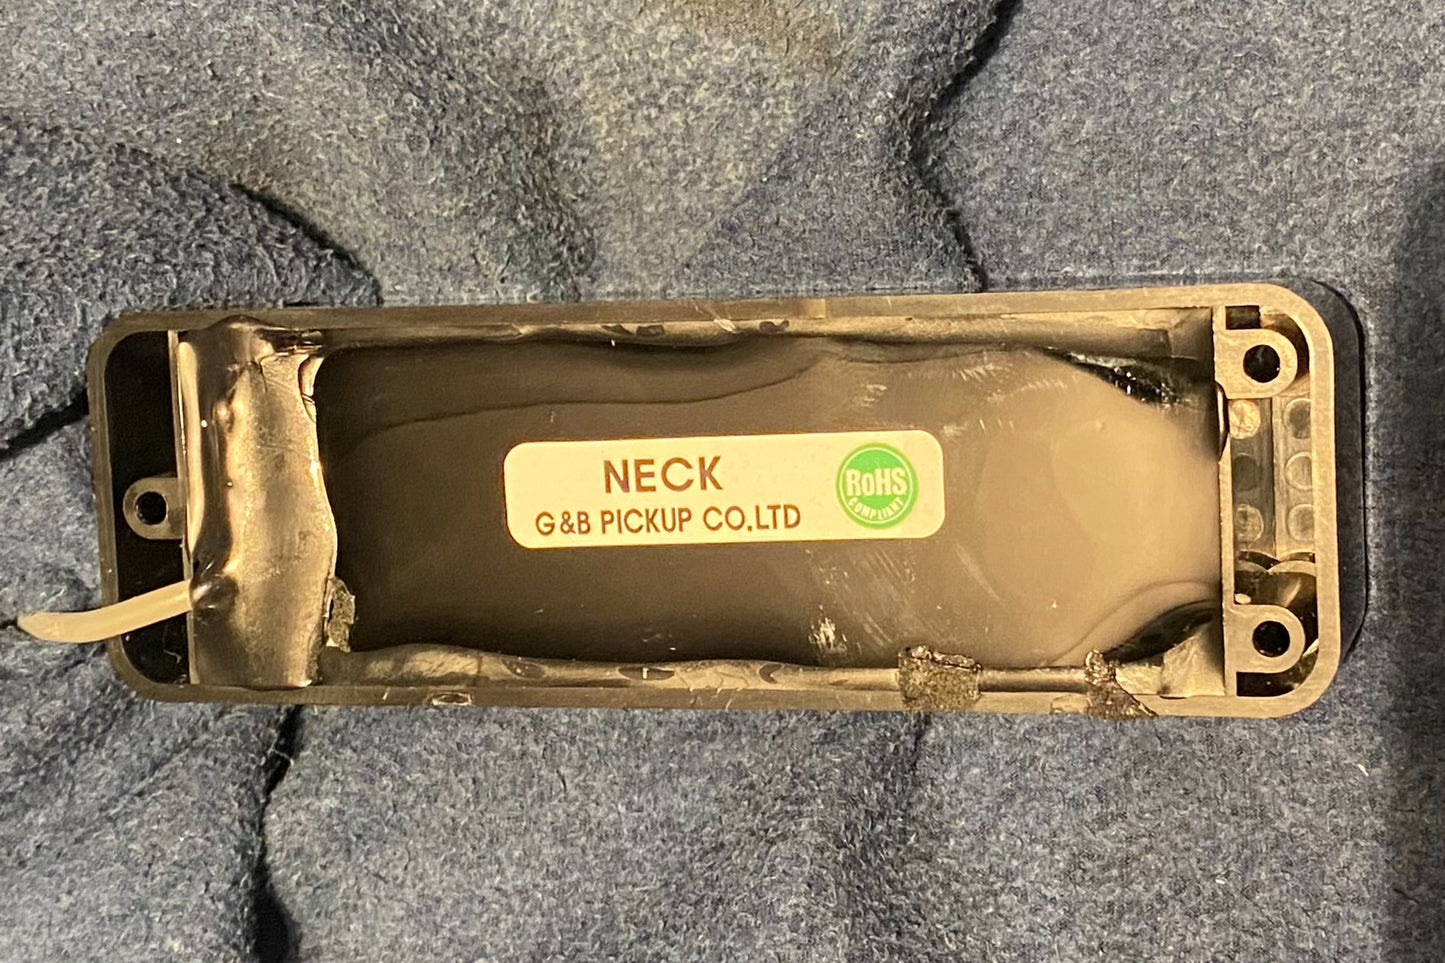 NECK
G&B PICKUP CO.LTD
RoHS
COMPLIANT